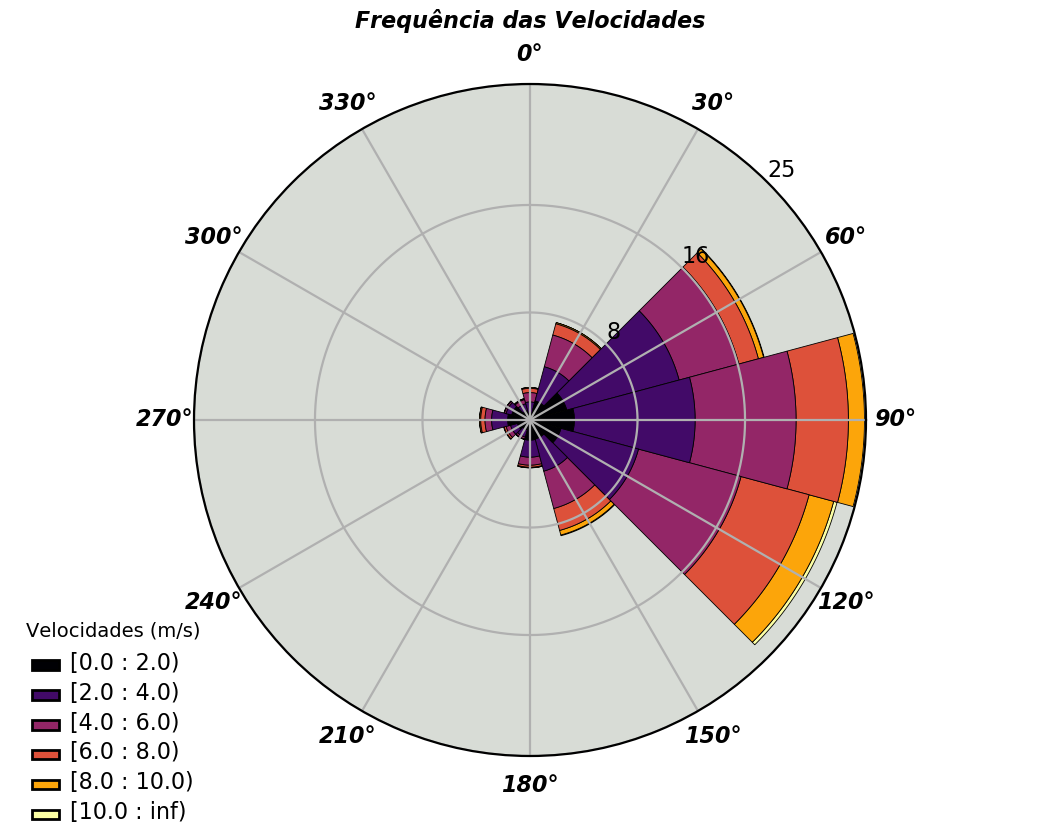 Frequência das Velocidades
0°
330°
30°
25
300°
60°
16
8
270°
90°
240°
120°
210°
150°
180°
Velocidades (m/s)
[0.0 : 2.0)
[2.0 : 4.0)
[4.0 : 6.0)
[6.0 : 8.0)
[8.0 : 10.0)
[10.0 : inf)